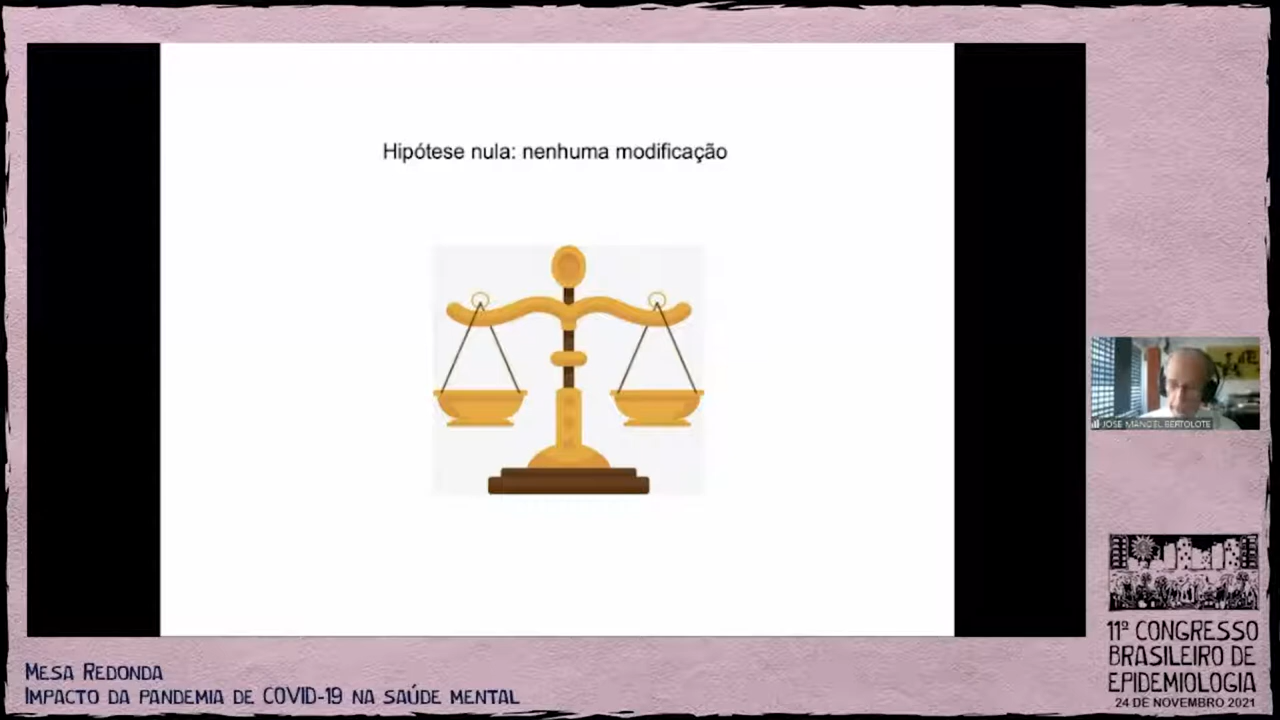 Hipótese nula: nenhuma modificação
JOSE MANOEL BERTOLOTE
11º CONGRESSO
BRASILEIRO DE
EPIDEMIOLOGIA
24 DE NOVEMBRO 2021
MESA REDONDA
IMPACTO DA PANDEMIA DE COVID-19 NA SAÚDE MENTAL